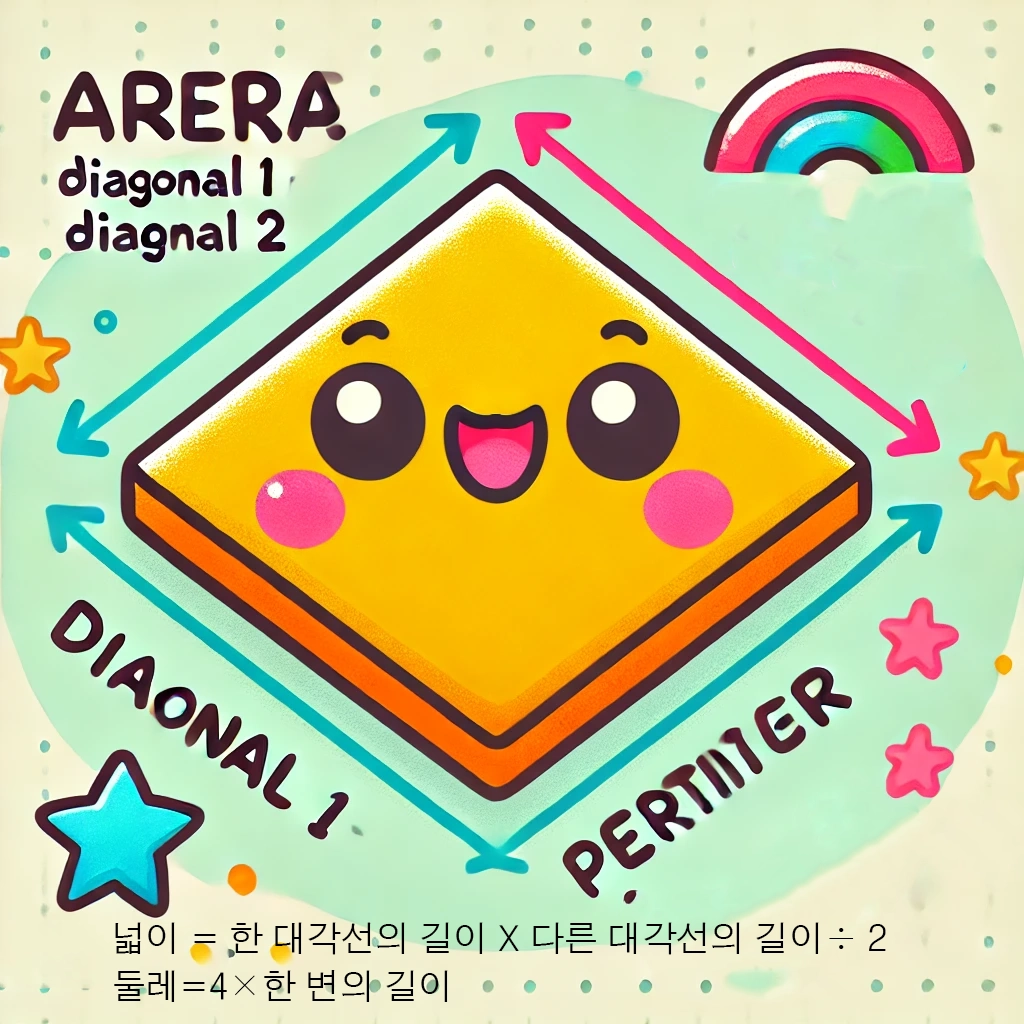 ARERA
diagonal 1
diagnal 2
DIAONAL 1
넓이 = 한 대각선의 길이 X 다른 대각선의 길이÷ 2
둘레=4×한 변의 길이